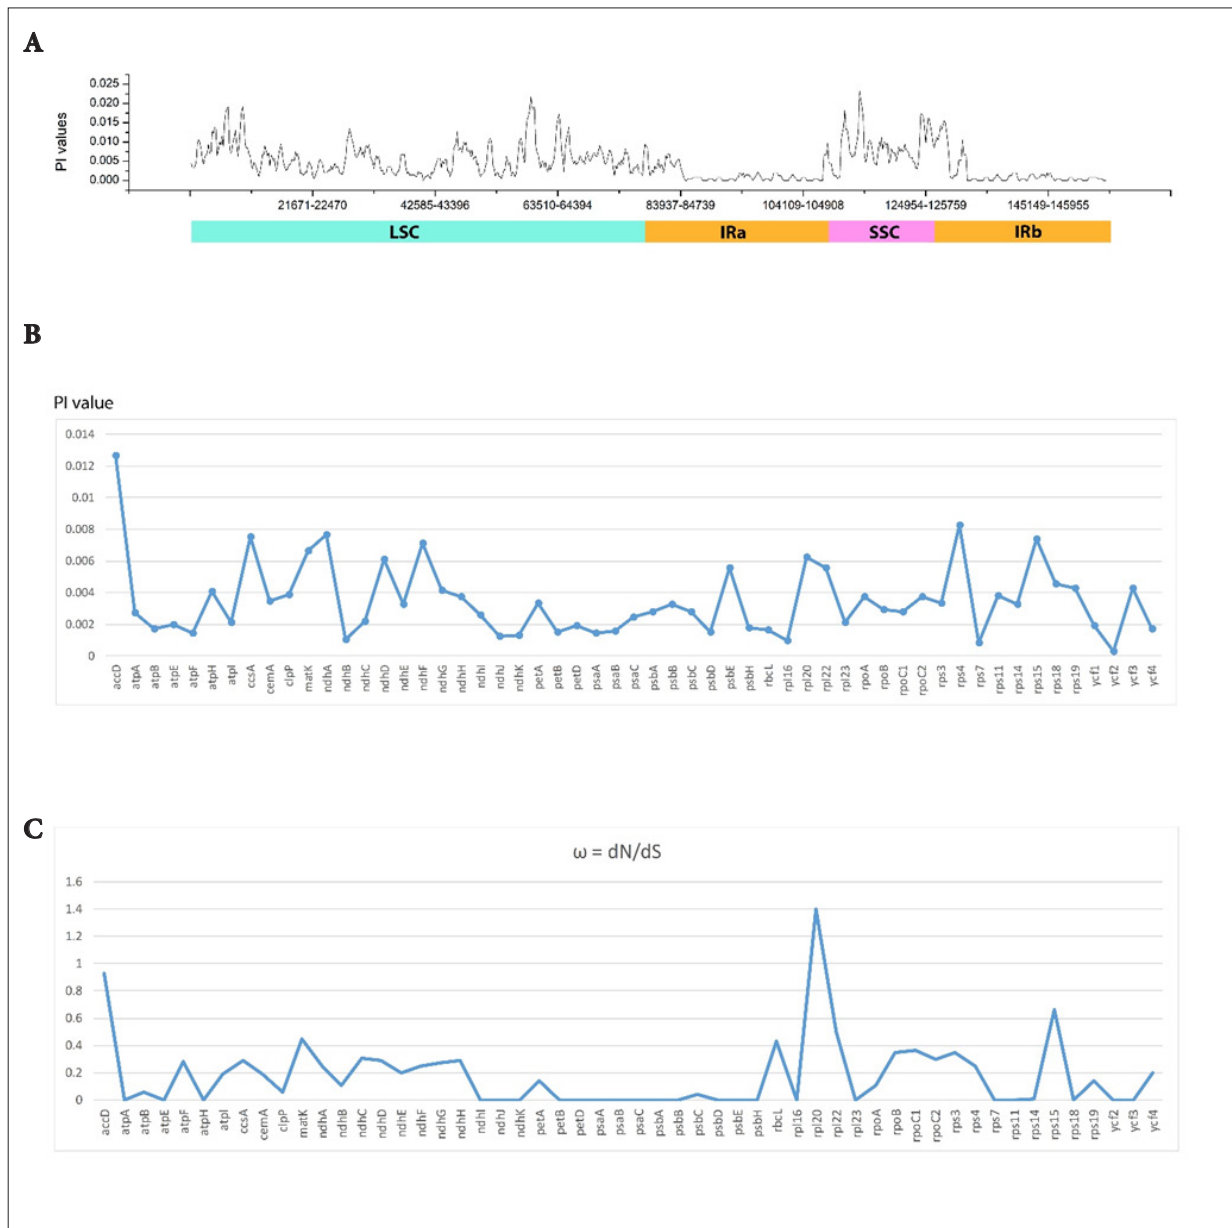 A
PI values
0.025
0.020
0.015
0.010
0.005
0.000
21671-22470 42585-43396 63510-64394 83937-84739 104109-104908 124954-125759 145149-145955
LSC IRa SSC IRb
B
PI value
0.014
0.012
0.01
0.008
0.006
0.004
0.002
0
accD atpA atpB atpE atpF atpH atpI ccsA cemA clpP matK ndhA ndhB ndhC ndhD ndhE ndhF ndhG ndhH ndhI ndhJ ndhK petA petB petD psaA psaB psaC psbA psbB psbC psbD psbE psbH rbcL rpl16 rpl20 rpl22 rpl23 rpoA rpoB rpoC1 rpoC2 rps3 rps4 rps7 rps11 rps14 rps15 rps18 rps19 ycf1 ycf2 ycf3 ycf4
C
ω = dN/dS
1.6
1.4
1.2
1
0.8
0.6
0.4
0.2
0
accD atpA atpB atpE atpF atpH atpI ccsA cemA clpP matK ndhA ndhB ndhC ndhD ndhE ndhF ndhG ndhH ndhI ndhJ ndhK petA petB petD psaA psaB psaC psbA psbB psbC psbD psbE psbH rbcL rpl16 rpl20 rpl22 rpl23 rpoA rpoB rpoC1 rpoC2 rps3 rps4 rps7 rps11 rps14 rps15 rps18 rps19 ycf2 ycf3 ycf4